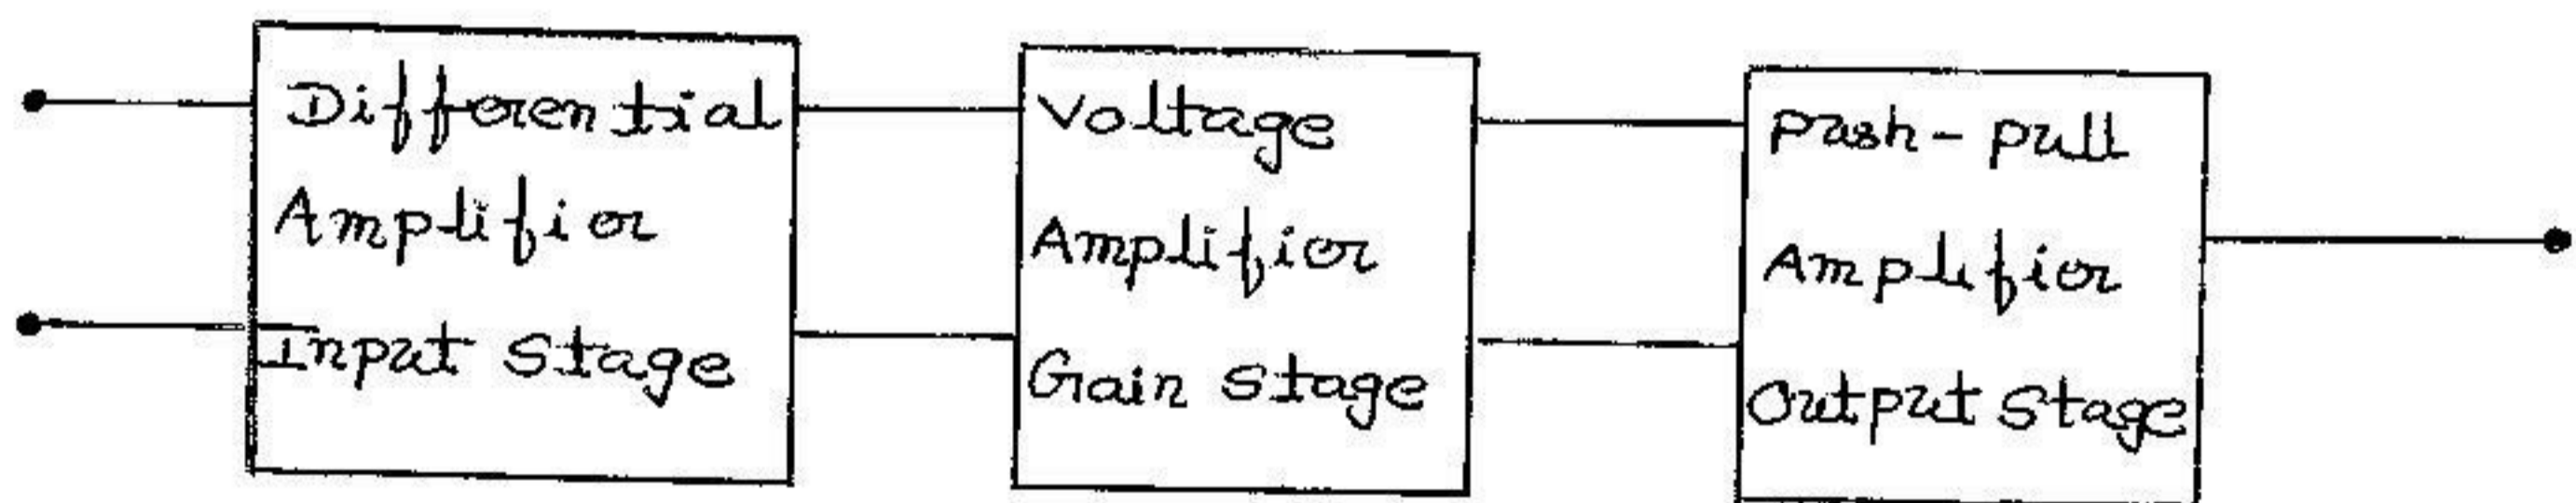 Differential
Amplifier
Input Stage
Voltage
Amplifier
Gain Stage
Push-Pull
Amplifier
Output Stage